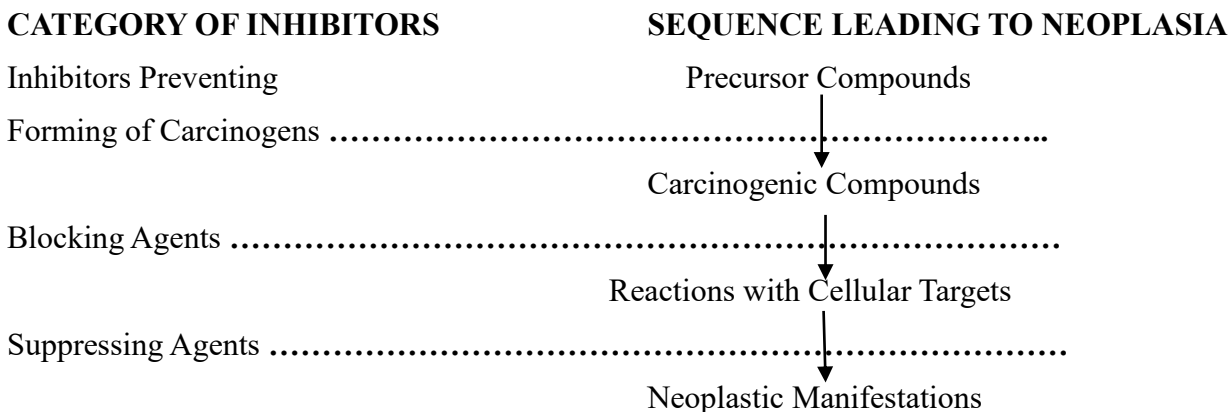 CATEGORY OF INHIBITORS SEQUENCE LEADING TO NEOPLASIA
Inhibitors Preventing Precursor Compounds
Forming of Carcinogens …………………………………………………………..
Carcinogenic Compounds
Blocking Agents ……………………………………………………………………
Reactions with Cellular Targets
Suppressing Agents …………………………………………………………………
Neoplastic Manifestations